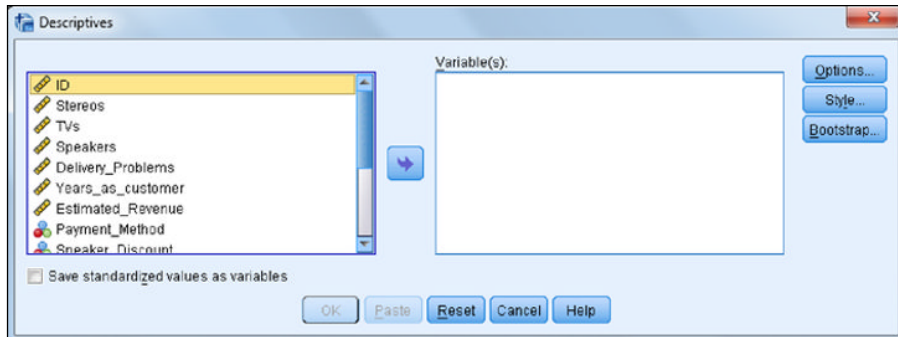 Descriptives
Variable(s):
ID
Stereos
TVs
Speakers
Delivery_Problems
Years_as_customer
Estimated_Revenue
Payment_Method
Speaker_Discount
Options...
Style...
Bootstrap...
Save standardized values as variables
OK Paste Reset Cancel Help